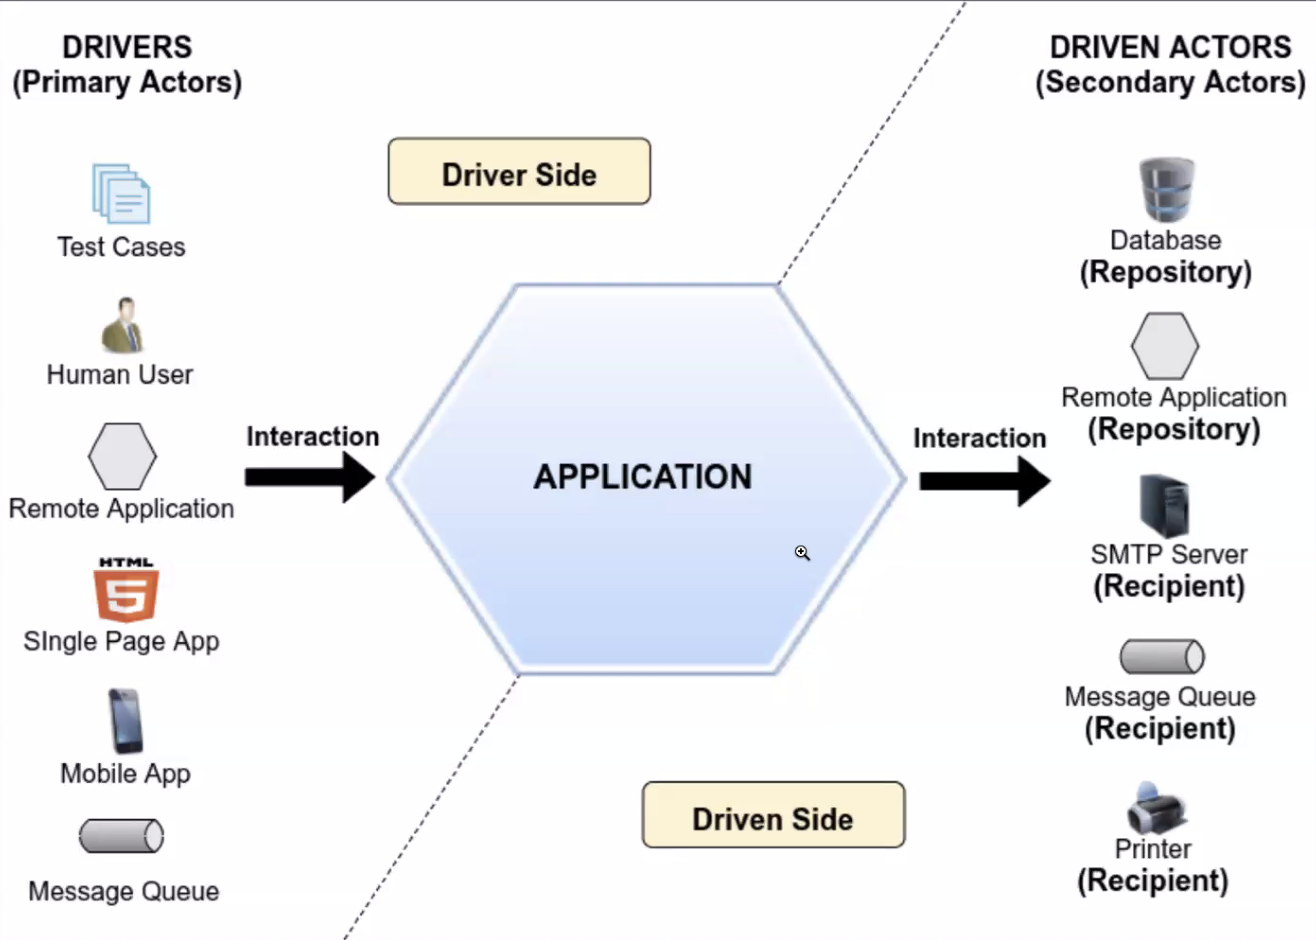 DRIVERS
(Primary Actors)
DRIVEN ACTORS
(Secondary Actors)
Driver Side
Test Cases
Human User
Interaction
Remote Application
HTML
5
SIngle Page App
Mobile App
Message Queue
APPLICATION
Interaction
Database
(Repository)
Remote Application
(Repository)
SMTP Server
(Recipient)
Message Queue
(Recipient)
Printer
(Recipient)
Driven Side